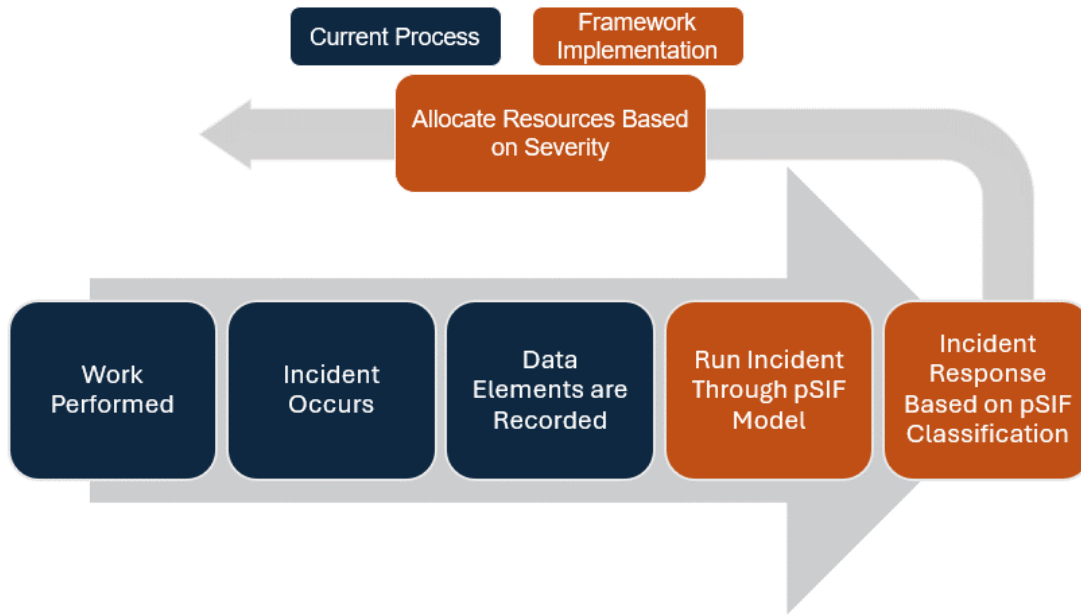 Current Process
Framework
Implementation
Allocate Resources Based
on Severity
Work
Performed
Incident
Occurs
Data
Elements are
Recorded
Run Incident
Through pSIF
Model
Incident
Response
Based on pSIF
Classification